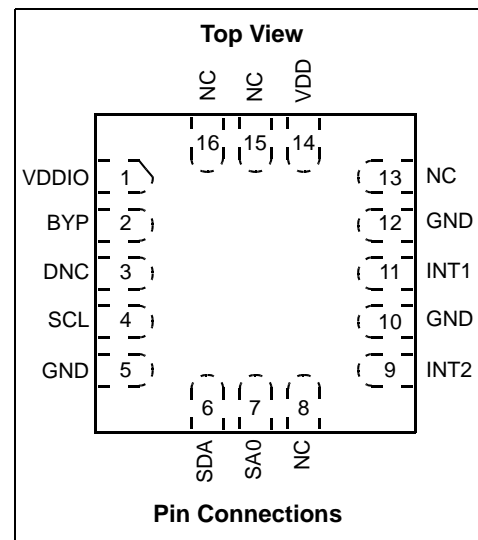 Top View
NC NC VDD
16 15 14
VDDIO 1 13 NC
BYP 2 12 GND
DNC 3 11 INT1
SCL 4 10 GND
GND 5 9 INT2
6 7 8
SDA SA0 NC
Pin Connections